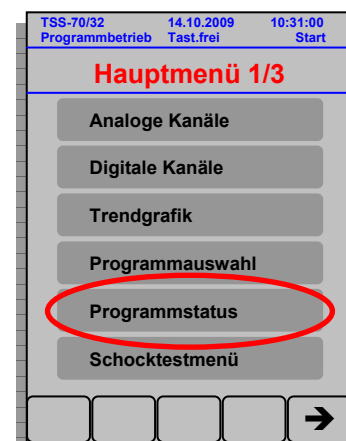 TSS-70/32 14.10.2009 10:31:00
Programmbetrieb Tast.frei Start
Hauptmenü 1/3
Analoge Kanäle
Digitale Kanäle
Trendgrafik
Programmauswahl
Programmstatus
Schocktestmenü